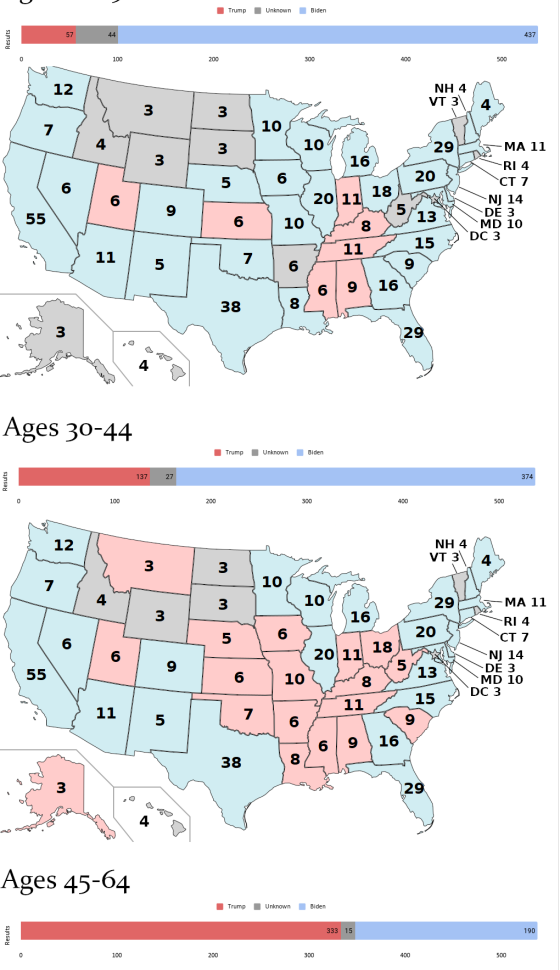 Trump Unknown Biden
Results
57 44 437
0 100 200 300 400 500
12
3
3
10
NH 4
VT 3
4
7
4
3
3
10
16
29
MA 11
RI 4
CT 7
6
6
9
5
6
20
11
18
20
5
13
NJ 14
DE 3
MD 10
DC 3
55
6
10
8
11
15
11
5
7
6
9
38
8
6
9
16
29
3
4
Ages 30-44
Trump Unknown Biden
Results
137 27 374
0 100 200 300 400 500
12
3
3
10
NH 4
VT 3
4
7
4
3
3
10
16
29
MA 11
RI 4
CT 7
6
6
9
5
6
20
11
18
20
5
13
NJ 14
DE 3
MD 10
DC 3
55
6
10
8
11
15
11
5
7
6
9
38
8
6
9
16
29
3
4
Ages 45-64
Trump Unknown Biden
Results
333 15 190
0 100 200 300 400 500